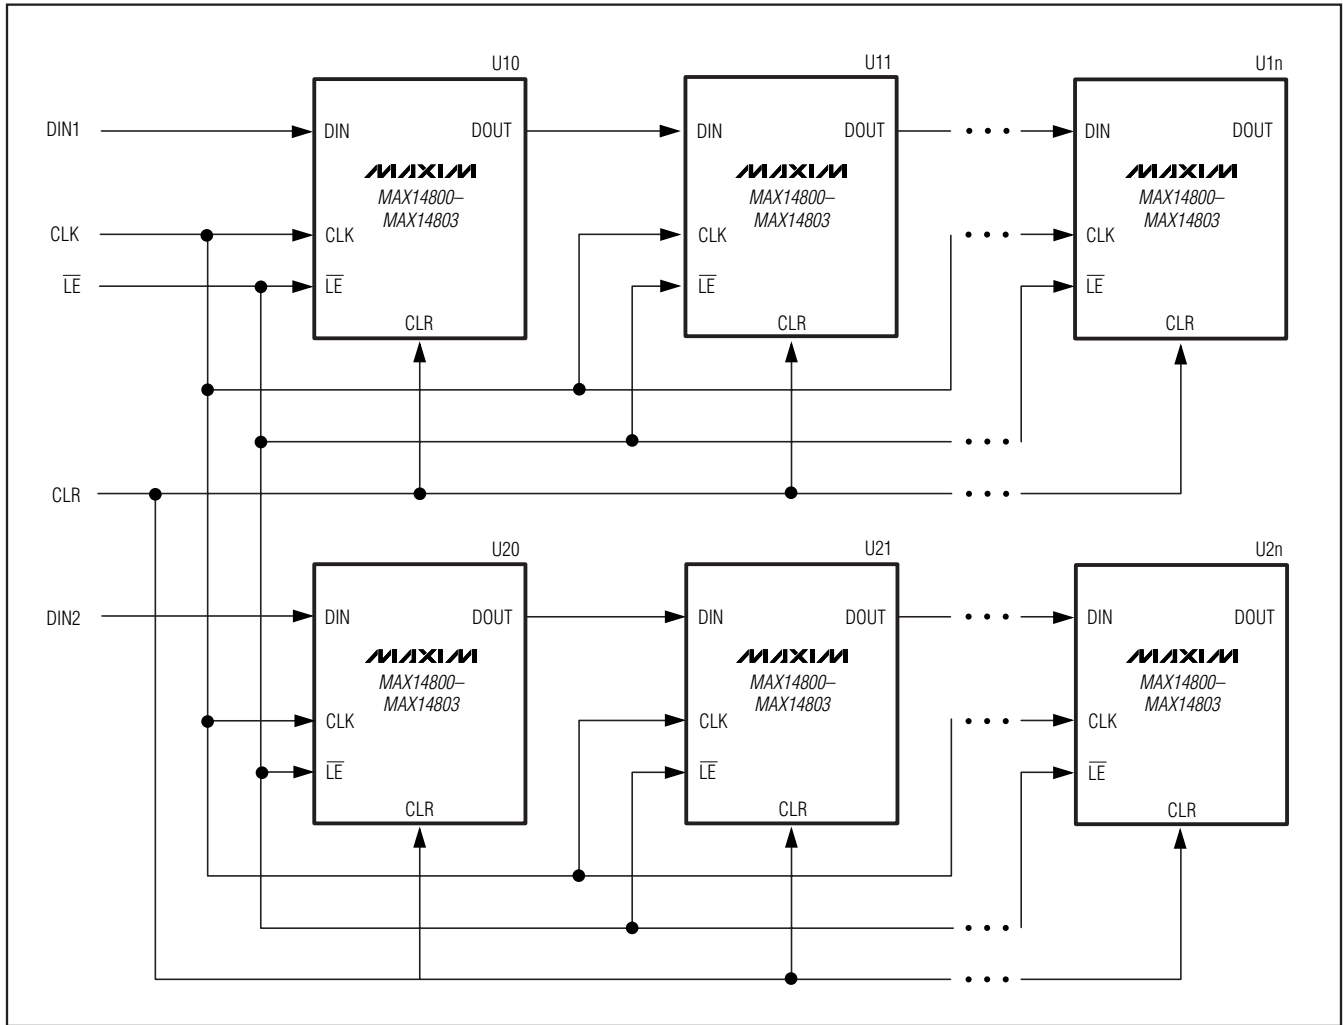 U10
U11
U1n
DIN1
DIN
DOUT
DIN
DOUT
• • •
DIN
DOUT
MAXIM
MAX14800–
MAX14803
MAXIM
MAX14800–
MAX14803
MAXIM
MAX14800–
MAX14803
CLK
CLK
CLK
• • •
CLK
LE
LE
LE
LE
CLR
CLR
CLR
• • •
CLR
• • •
U20
U21
U2n
DIN2
DIN
DOUT
DIN
DOUT
• • •
DIN
DOUT
MAXIM
MAX14800–
MAX14803
MAXIM
MAX14800–
MAX14803
MAXIM
MAX14800–
MAX14803
CLK
CLK
• • •
CLK
LE
LE
LE
CLR
CLR
CLR
• • •
• • •